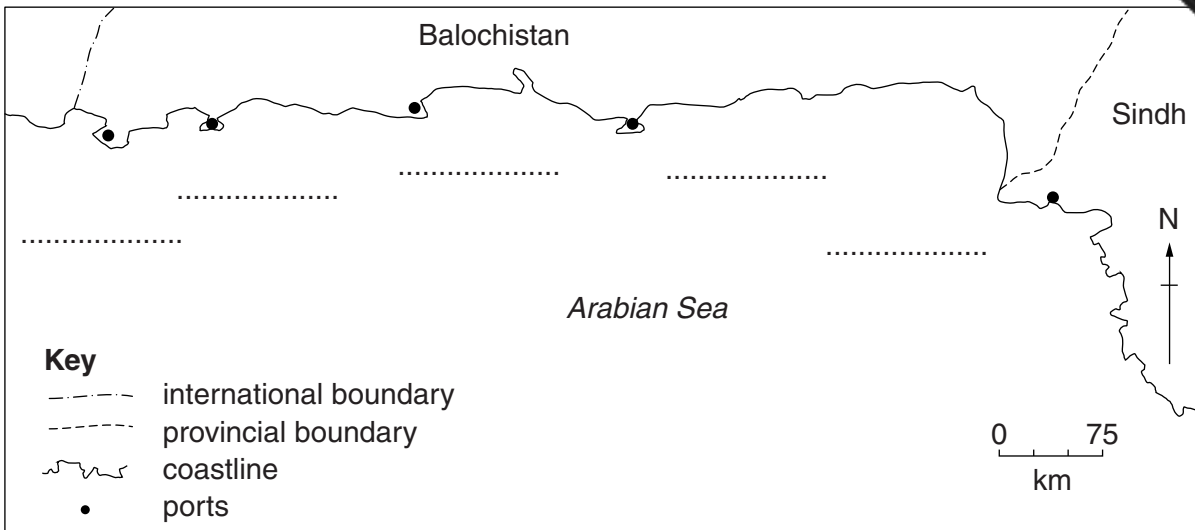 Balochistan
Sindh
....................
....................
....................
....................
....................
N
Arabian Sea
Key
international boundary
provincial boundary
coastline
ports
0 75
km